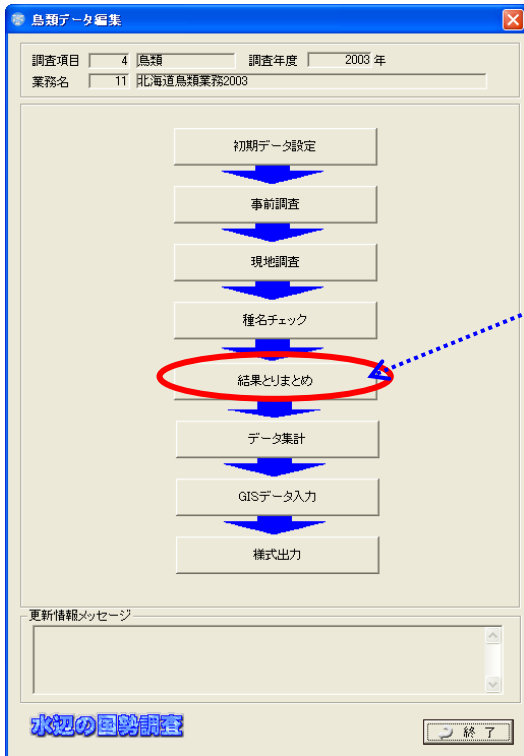 鳥類データ編集
調査項目 4 鳥類 調査年度 2003 年
業務名 11 北海道鳥類業務2003
初期データ設定
事前調査
現地調査
種名チェック
結果とりまとめ
データ集計
GISデータ入力
様式出力
更新情報メッセージ
水辺の国勢調査
終 了